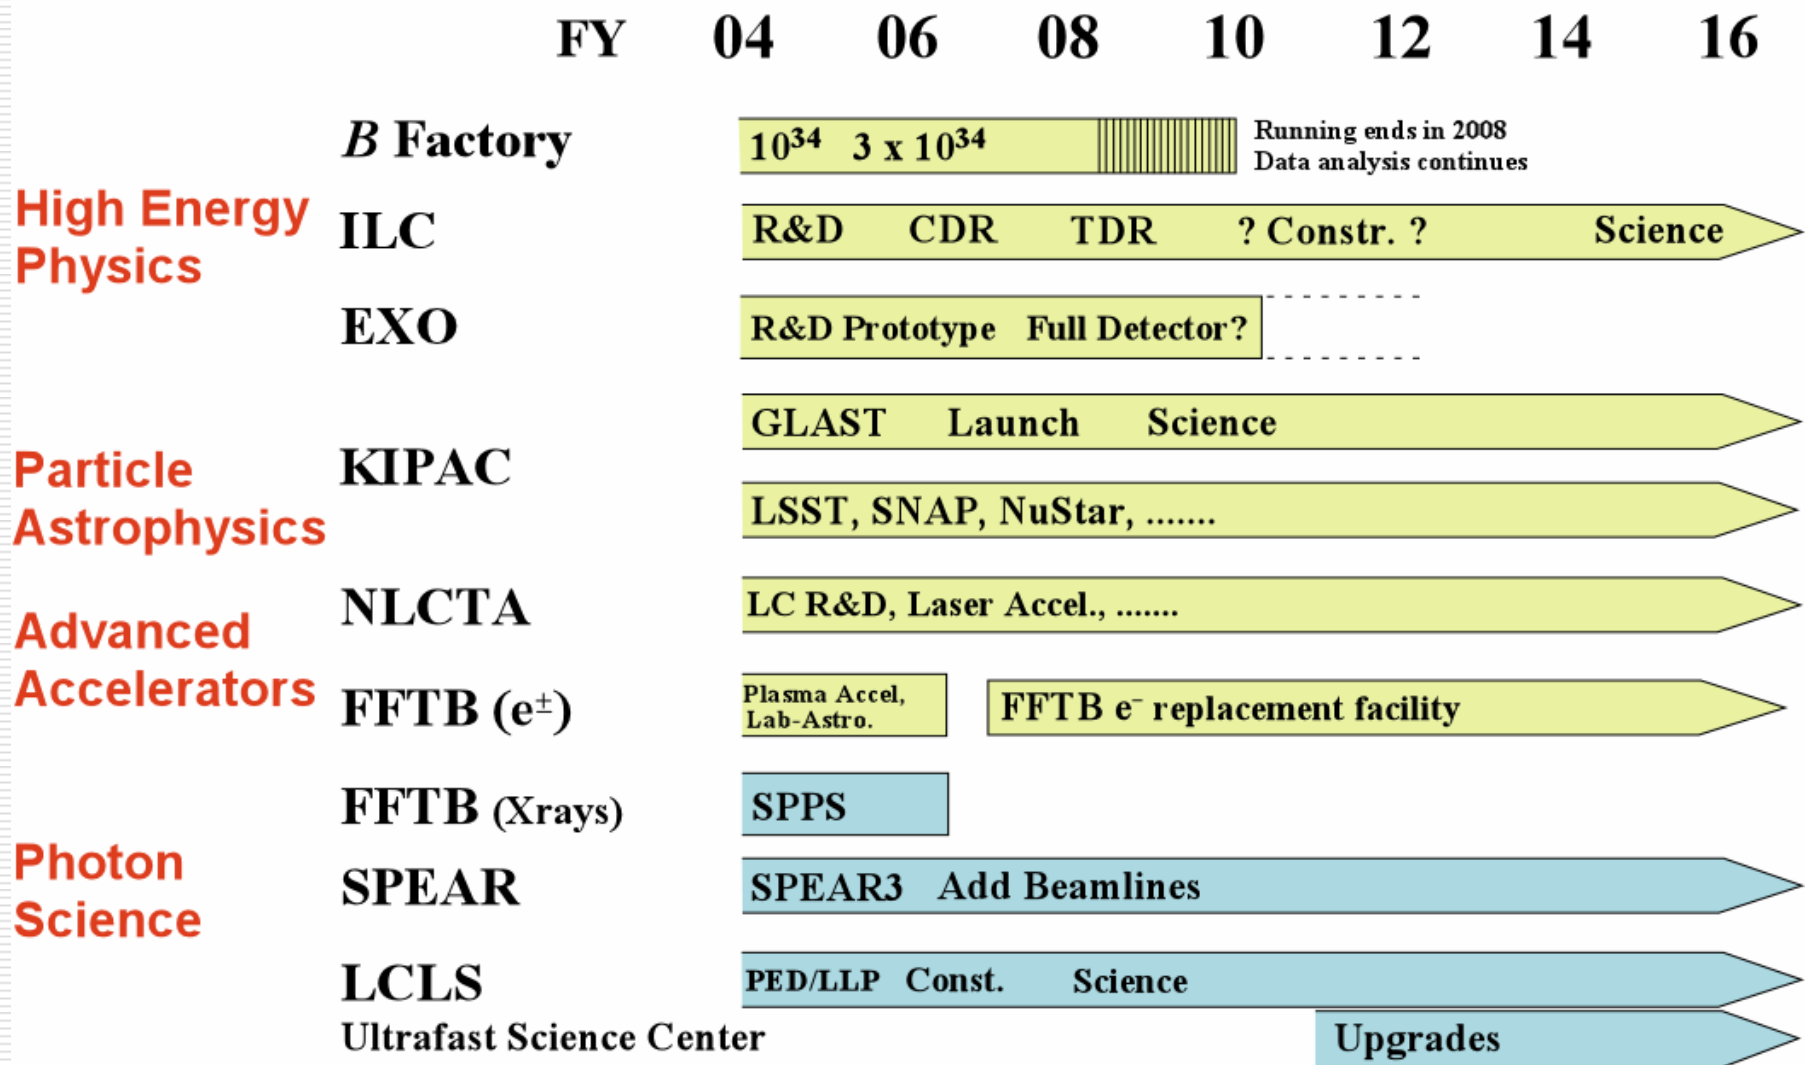 FY 04 06 08 10 12 14 16
B Factory 10³⁴ 3 x 10³⁴ Running ends in 2008
Data analysis continues
High Energy
Physics
ILC R&D CDR TDR ? Constr. ? Science
EXO R&D Prototype Full Detector?
Particle
Astrophysics
KIPAC GLAST Launch Science
LSST, SNAP, NuStar, .......
Advanced
Accelerators
NLCTA LC R&D, Laser Accel., .......
FFTB (e±) Plasma Accel,
Lab-Astro.
FFTB e⁻ replacement facility
Photon
Science
FFTB (Xrays) SPPS
SPEAR SPEAR3 Add Beamlines
LCLS PED/LLP Const. Science
Ultrafast Science Center Upgrades